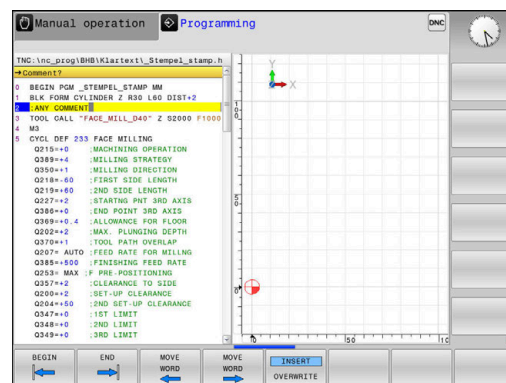 Manual operation
Programming
DNC
TNC:\nc_prog\BHB\Klartext\_Stempel_stamp.h
→Comment?
0 BEGIN PGM _STEMPEL_STAMP MM
1 BLK FORM CYLINDER Z R30 L60 DIST+2
2 ;ANY COMMENT
3 TOOL CALL "FACE_MILL_D40" Z S2000 F1000
4 M3
5 CYCL DEF 233 FACE MILLING
Q215=+0 ;MACHINING OPERATION
Q389=+4 ;MILLING STRATEGY
Q350=+1 ;MILLING DIRECTION
Q218=-60 ;FIRST SIDE LENGTH
Q219=+60 ;2ND SIDE LENGTH
Q227=+2 ;STARTNG PNT 3RD AXIS
Q386=+0 ;END POINT 3RD AXIS
Q369=+0.4 ;ALLOWANCE FOR FLOOR
Q202=+2 ;MAX. PLUNGING DEPTH
Q370=+1 ;TOOL PATH OVERLAP
Q207= AUTO ;FEED RATE FOR MILLNG
Q385=+500 ;FINISHING FEED RATE
Q253= MAX ;F PRE-POSITIONING
Q357=+2 ;CLEARANCE TO SIDE
Q200=+2 ;SET-UP CLEARANCE
Q204=+50 ;2ND SET-UP CLEARANCE
Q347=+0 ;1ST LIMIT
Q348=+0 ;2ND LIMIT
Q349=+0 ;3RD LIMIT
Y
X
100
50
0
0
50
BEGIN
END
MOVE WORD
MOVE WORD
INSERT
OVERWRITE